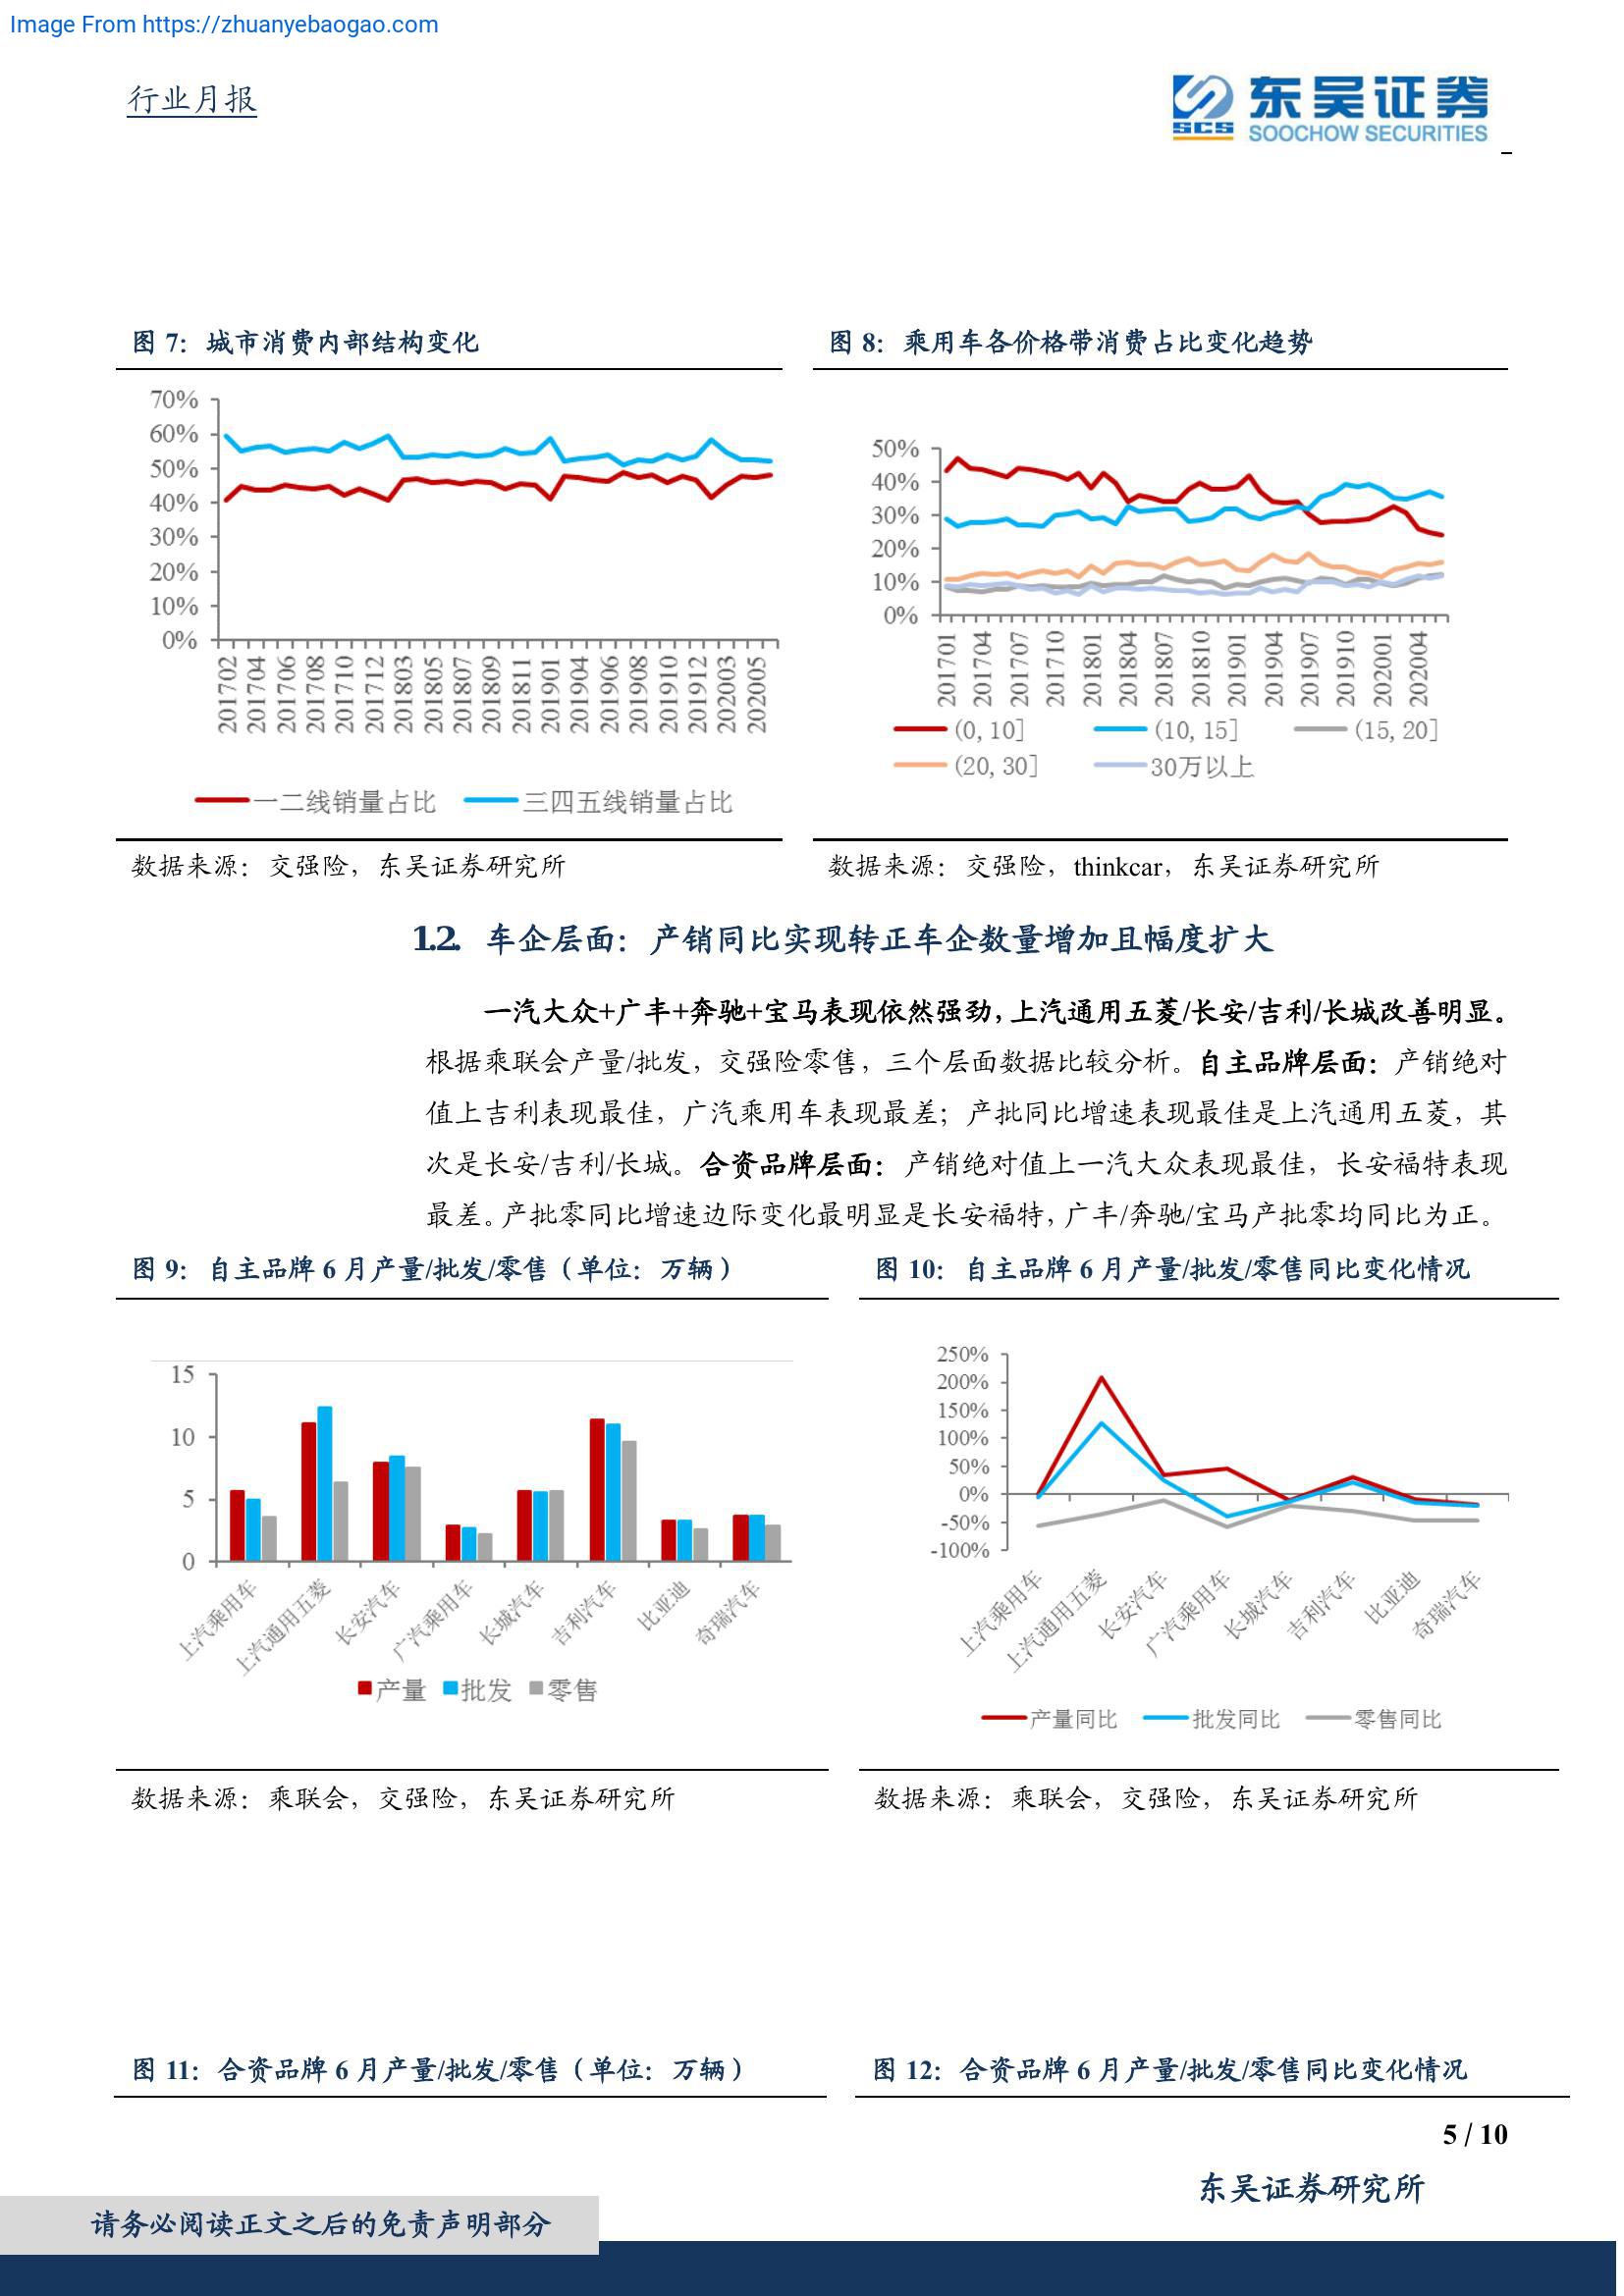 Image From https://zhuanyebaogao.com
行业月报
东吴证券
SCS
SOOCHOW SECURITIES
图 7：城市消费内部结构变化
70%
60%
50%
40%
30%
20%
10%
0%
201702 201704 201706 201708 201710 201712 201803 201805 201807 201809 201811 201901 201904 201906 201908 201910 201912 202003 202005
一二线销量占比 三四五线销量占比
数据来源：交强险，东吴证券研究所
图 8：乘用车各价格带消费占比变化趋势
50%
40%
30%
20%
10%
0%
201701 201704 201707 201710 201801 201804 201807 201810 201901 201904 201907 201910 202001 202004
(0,10] (10,15] (15,20]
(20,30] 30万以上
数据来源：交强险，thinkcar，东吴证券研究所
1.2. 车企层面：产销同比实现转正车企数量增加且幅度扩大
一汽大众+广丰+奔驰+宝马表现依然强劲，上汽通用五菱/长安/吉利/长城改善明显。
根据乘联会产量/批发，交强险零售，三个层面数据比较分析。自主品牌层面：产销绝对
值上吉利表现最佳，广汽乘用车表现最差；产批同比增速表现最佳是上汽通用五菱，其
次是长安/吉利/长城。合资品牌层面：产销绝对值上一汽大众表现最佳，长安福特表现
最差。产批零同比增速边际变化最明显是长安福特，广丰/奔驰/宝马产批零均同比为正。
图 9：自主品牌 6 月产量/批发/零售（单位：万辆）
15
10
5
0
上汽乘用车 上汽通用五菱 长安汽车 广汽乘用车 长城汽车 吉利汽车 比亚迪 奇瑞汽车
产量 批发 零售
数据来源：乘联会，交强险，东吴证券研究所
图 10：自主品牌 6 月产量/批发/零售同比变化情况
250%
200%
150%
100%
50%
0%
-50%
-100%
上汽乘用车 上汽通用五菱 长安汽车 广汽乘用车 长城汽车 吉利汽车 比亚迪 奇瑞汽车
产量同比 批发同比 零售同比
数据来源：乘联会，交强险，东吴证券研究所
图 11：合资品牌 6 月产量/批发/零售（单位：万辆）
图 12：合资品牌 6 月产量/批发/零售同比变化情况
5 / 10
东吴证券研究所
请务必阅读正文之后的免责声明部分